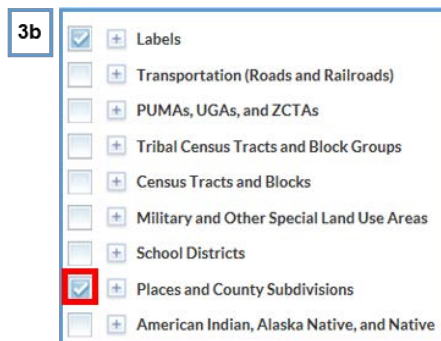 3b
Labels
Transportation (Roads and Railroads)
PUMAs, UGAs, and ZCTAs
Tribal Census Tracts and Block Groups
Census Tracts and Blocks
Military and Other Special Land Use Areas
School Districts
Places and County Subdivisions
American Indian, Alaska Native, and Native